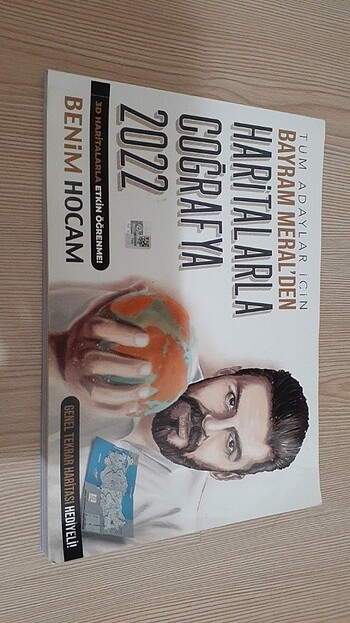 TÜM ADAYLAR İÇİN
BAYRAM MERAL'DEN
HARİTALARLA
COĞRAFYA
2022
3D HARİTALARLA ETKİN ÖĞRENME!
BENİM HOCAM
GENEL TEKRAR HARİTASI HEDİYELİ!